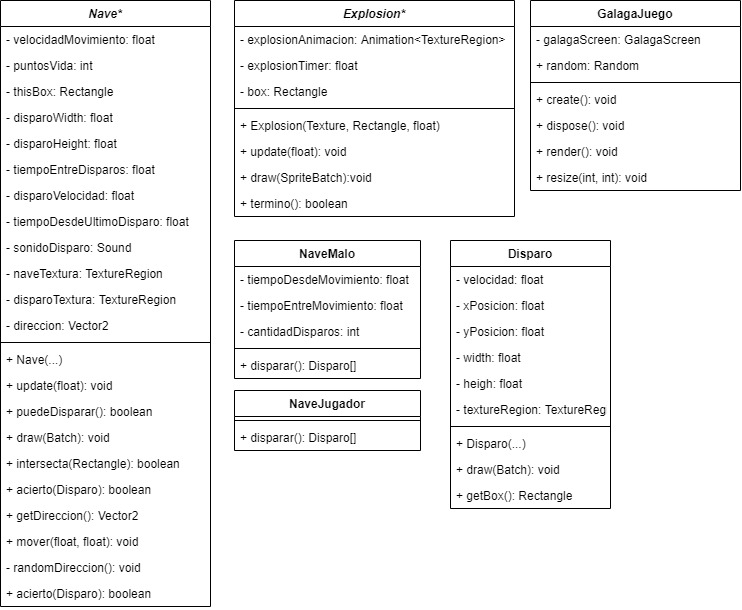 Nave*
- velocidadMovimiento: float
- puntosVida: int
- thisBox: Rectangle
- disparoWidth: float
- disparoHeight: float
- tiempoEntreDisparos: float
- disparoVelocidad: float
- tiempoDesdeUltimoDisparo: float
- sonidoDisparo: Sound
- naveTextura: TextureRegion
- disparoTextura: TextureRegion
- direccion: Vector2
+ Nave(...)
+ update(float): void
+ puedeDisparar(): boolean
+ draw(Batch): void
+ intersecta(Rectangle): boolean
+ acierto(Disparo): boolean
+ getDireccion(): Vector2
+ mover(float, float): void
- randomDireccion(): void
+ acierto(Disparo): boolean
Explosion*
- explosionAnimacion: Animation<TextureRegion>
- explosionTimer: float
- box: Rectangle
+ Explosion(Texture, Rectangle, float)
+ update(float): void
+ draw(SpriteBatch):void
+ termino(): boolean
GalagaJuego
- galagaScreen: GalagaScreen
+ random: Random
+ create(): void
+ dispose(): void
+ render(): void
+ resize(int, int): void
NaveMalo
- tiempoDesdeMovimiento: float
- tiempoEntreMovimiento: float
- cantidadDisparos: int
+ disparar(): Disparo[]
NaveJugador
+ disparar(): Disparo[]
Disparo
- velocidad: float
- xPosicion: float
- yPosicion: float
- width: float
- heigh: float
- textureRegion: TextureReg
+ Disparo(...)
+ draw(Batch): void
+ getBox(): Rectangle